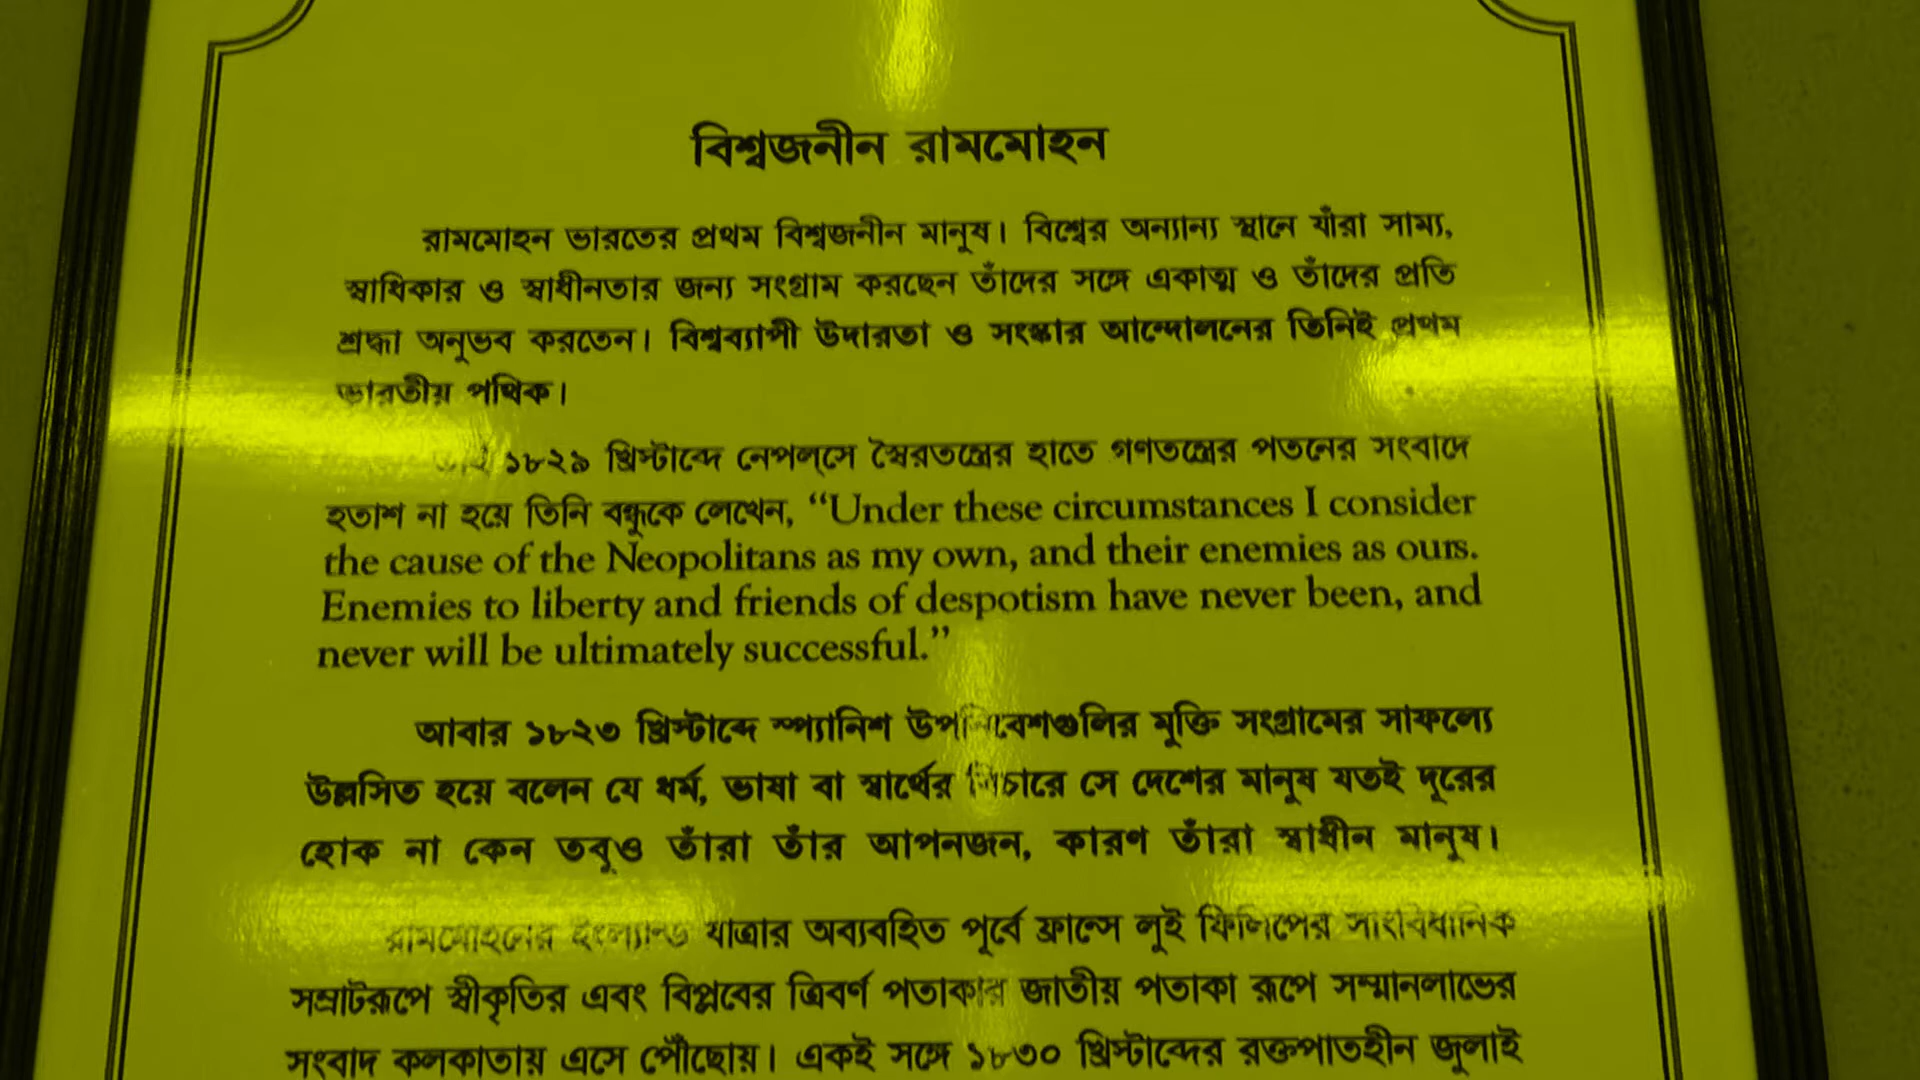 বিশ্বজনীন রামমোহন
রামমোহন ভারতের প্রথম বিশ্বজনীন মানুষ। বিশ্বের অন্যান্য স্থানে যাঁরা সাম্য,
স্বাধিকার ও স্বাধীনতার জন্য সংগ্রাম করছেন তাঁদের সঙ্গে একাত্ম ও তাঁদের প্রতি
শ্রদ্ধা অনুভব করতেন। বিশ্বব্যাপী উদারতা ও সংস্কার আন্দোলনের তিনিই প্রথম
ভারতীয় পথিক।
১৮২৯ খ্রিস্টাব্দে নেপল্‌সে স্বৈরতন্ত্রের হাতে গণতন্ত্রের পতনের সংবাদে
হতাশ না হয়ে তিনি বন্ধুকে লেখেন, “Under these circumstances I consider
the cause of the Neopolitans as my own, and their enemies as ours.
Enemies to liberty and friends of despotism have never been, and
never will be ultimately successful.”
আবার ১৮২৩ খ্রিস্টাব্দে স্প্যানিশ উপনিবেশগুলির মুক্তি সংগ্রামের সাফল্যে
উল্লসিত হয়ে বলেন যে ধর্ম, ভাষা বা স্বার্থের বিচারে সে দেশের মানুষ যতই দূরের
হোক না কেন তবুও তাঁরা তাঁর আপনজন, কারণ তাঁরা স্বাধীন মানুষ।
রামমোহনের ইংল্যান্ড যাত্রার অব্যবহিত পূর্বে ফ্রান্সে লুই ফিলিপের সাংবিধানিক
সম্রাটরূপে স্বীকৃতির এবং বিপ্লবের ত্রিবর্ণ পতাকার জাতীয় পতাকা রূপে সম্মানলাভের
সংবাদ কলকাতায় এসে পৌঁছোয়। একই সঙ্গে ১৮৩০ খ্রিস্টাব্দের রক্তপাতহীন জুলাই